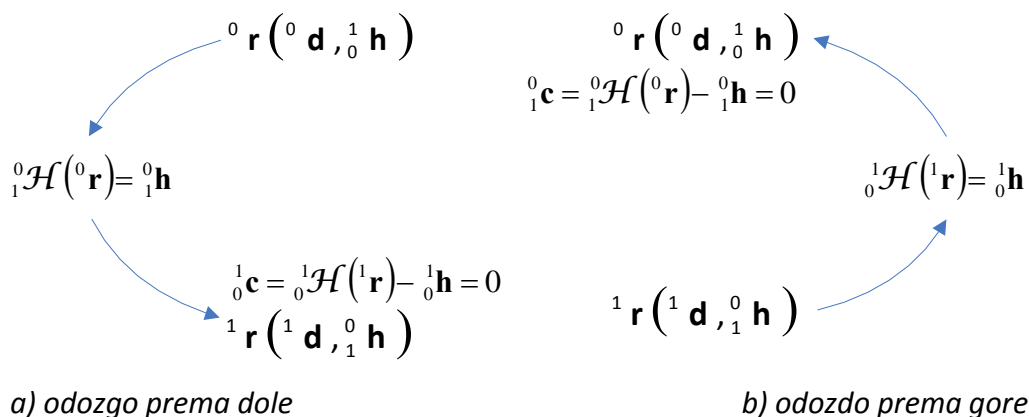 ⁰r(⁰d, ¹₀h)
⁰₁ℋ(⁰r) = ⁰₁h
¹₀c = ¹₀ℋ(¹r) − ¹₀h = 0
¹r(¹d, ⁰₁h)
a) odozgo prema dole
⁰r(⁰d, ¹₀h)
⁰₁c = ⁰₁ℋ(⁰r) − ⁰₁h = 0
¹₀ℋ(¹r) = ¹₀h
¹r(¹d, ⁰₁h)
b) odozdo prema gore